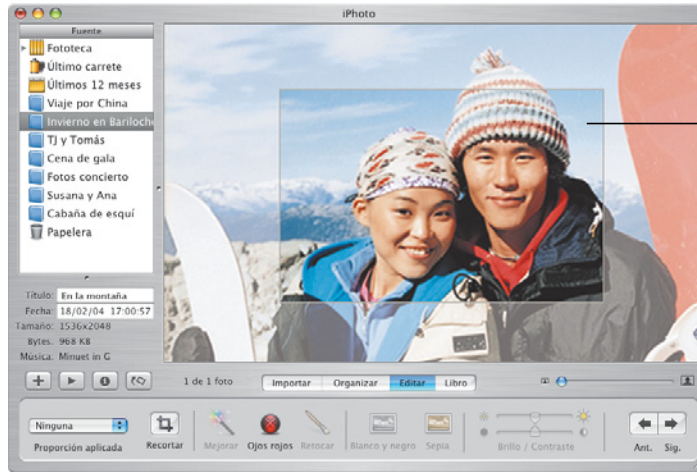 iPhoto
Fuente
Fototeca
Último carrete
Últimos 12 meses
Viaje por China
Invierno en Bariloche
TJ y Tomás
Cena de gala
Fotos concierto
Susana y Ana
Cabaña de esquí
Papelera
Título: En la montaña
Fecha: 18/02/04 17:00:57
Tamaño: 1536x2048
Bytes: 968 KB
Música: Minuet in G
1 de 1 foto
Importar Organizar Editar Libro
Ninguna
Proporción aplicada
Recortar
Mejorar
Ojos rojos
Retocar
Blanco y negro
Sepia
Brillo / Contraste
Ant. Sig.